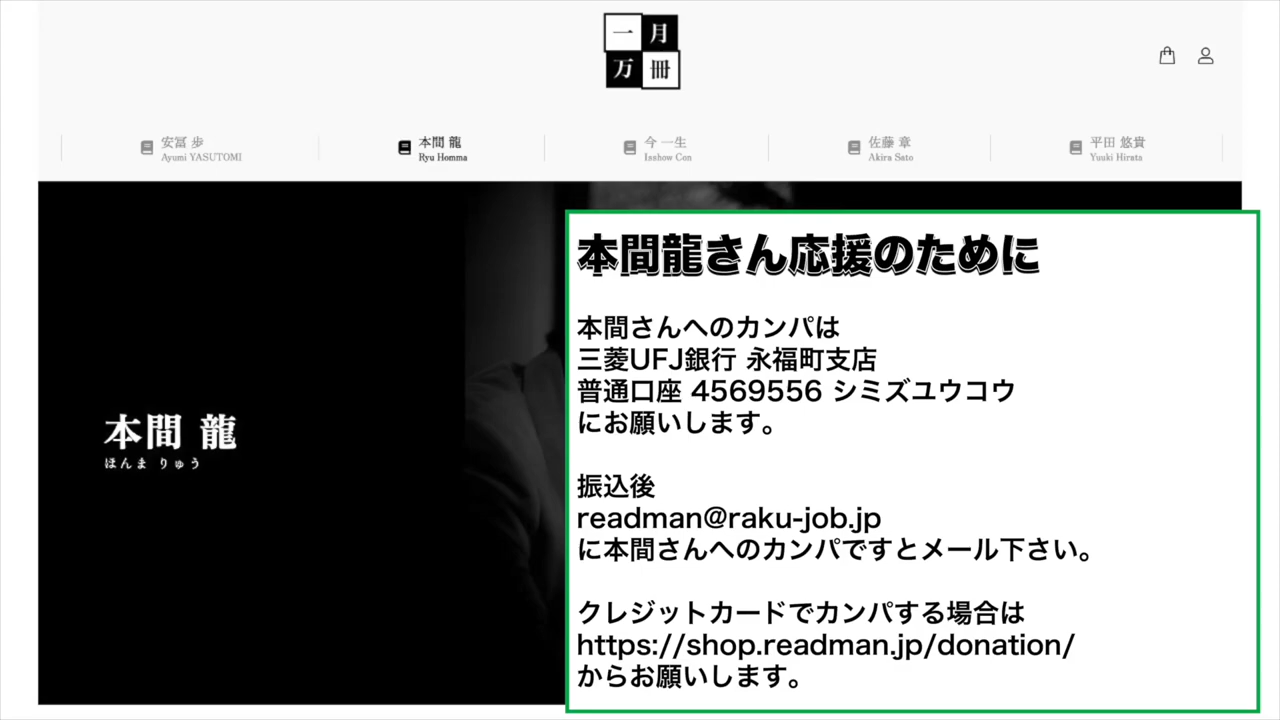 一月
万冊
安冨 歩
Ayumi YASUTOMI
本間 龍
Ryu Homma
今 一生
Isshow Con
佐藤 章
Akira Sato
平田 悠貴
Yuuki Hirata
本間 龍
ほんま りゅう
本間龍さん応援のために
本間さんへのカンパは
三菱UFJ銀行 永福町支店
普通口座 4569556 シミズユウコウ
にお願いします。
振込後
readman@raku-job.jp
に本間さんへのカンパですとメール下さい。
クレジットカードでカンパする場合は
https://shop.readman.jp/donation/
からお願いします。